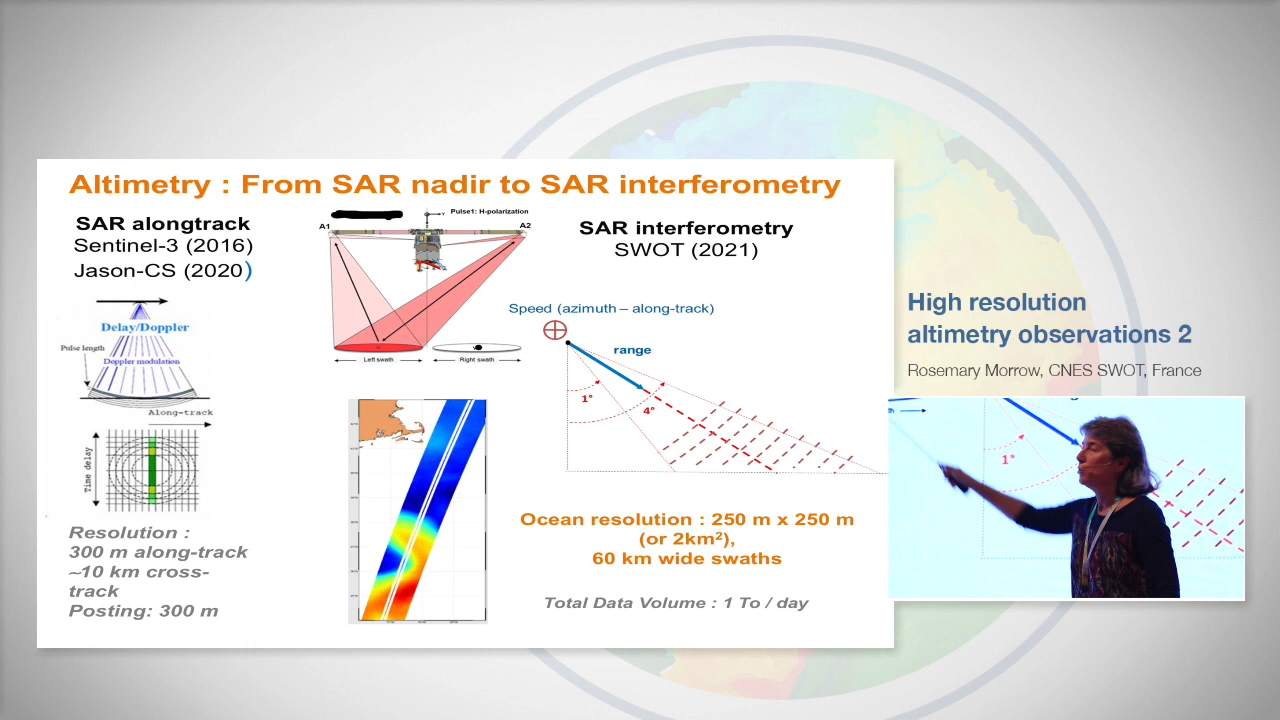 Altimetry : From SAR nadir to SAR interferometry
SAR alongtrack
Sentinel-3 (2016)
Jason-CS (2020)
Delay/Doppler
Pulse length
Doppler modulation
Along-track
Time delay
Resolution :
300 m along-track
~10 km cross-
track
Posting: 300 m
Pulse1: H-polarization
A1
A2
Y
Left swath
Right swath
SAR interferometry
SWOT (2021)
Speed (azimuth – along-track)
range
1°
4°
Ocean resolution : 250 m x 250 m
(or 2km²),
60 km wide swaths
Total Data Volume : 1 To / day
High resolution
altimetry observations 2
Rosemary Morrow, CNES SWOT, France
1°